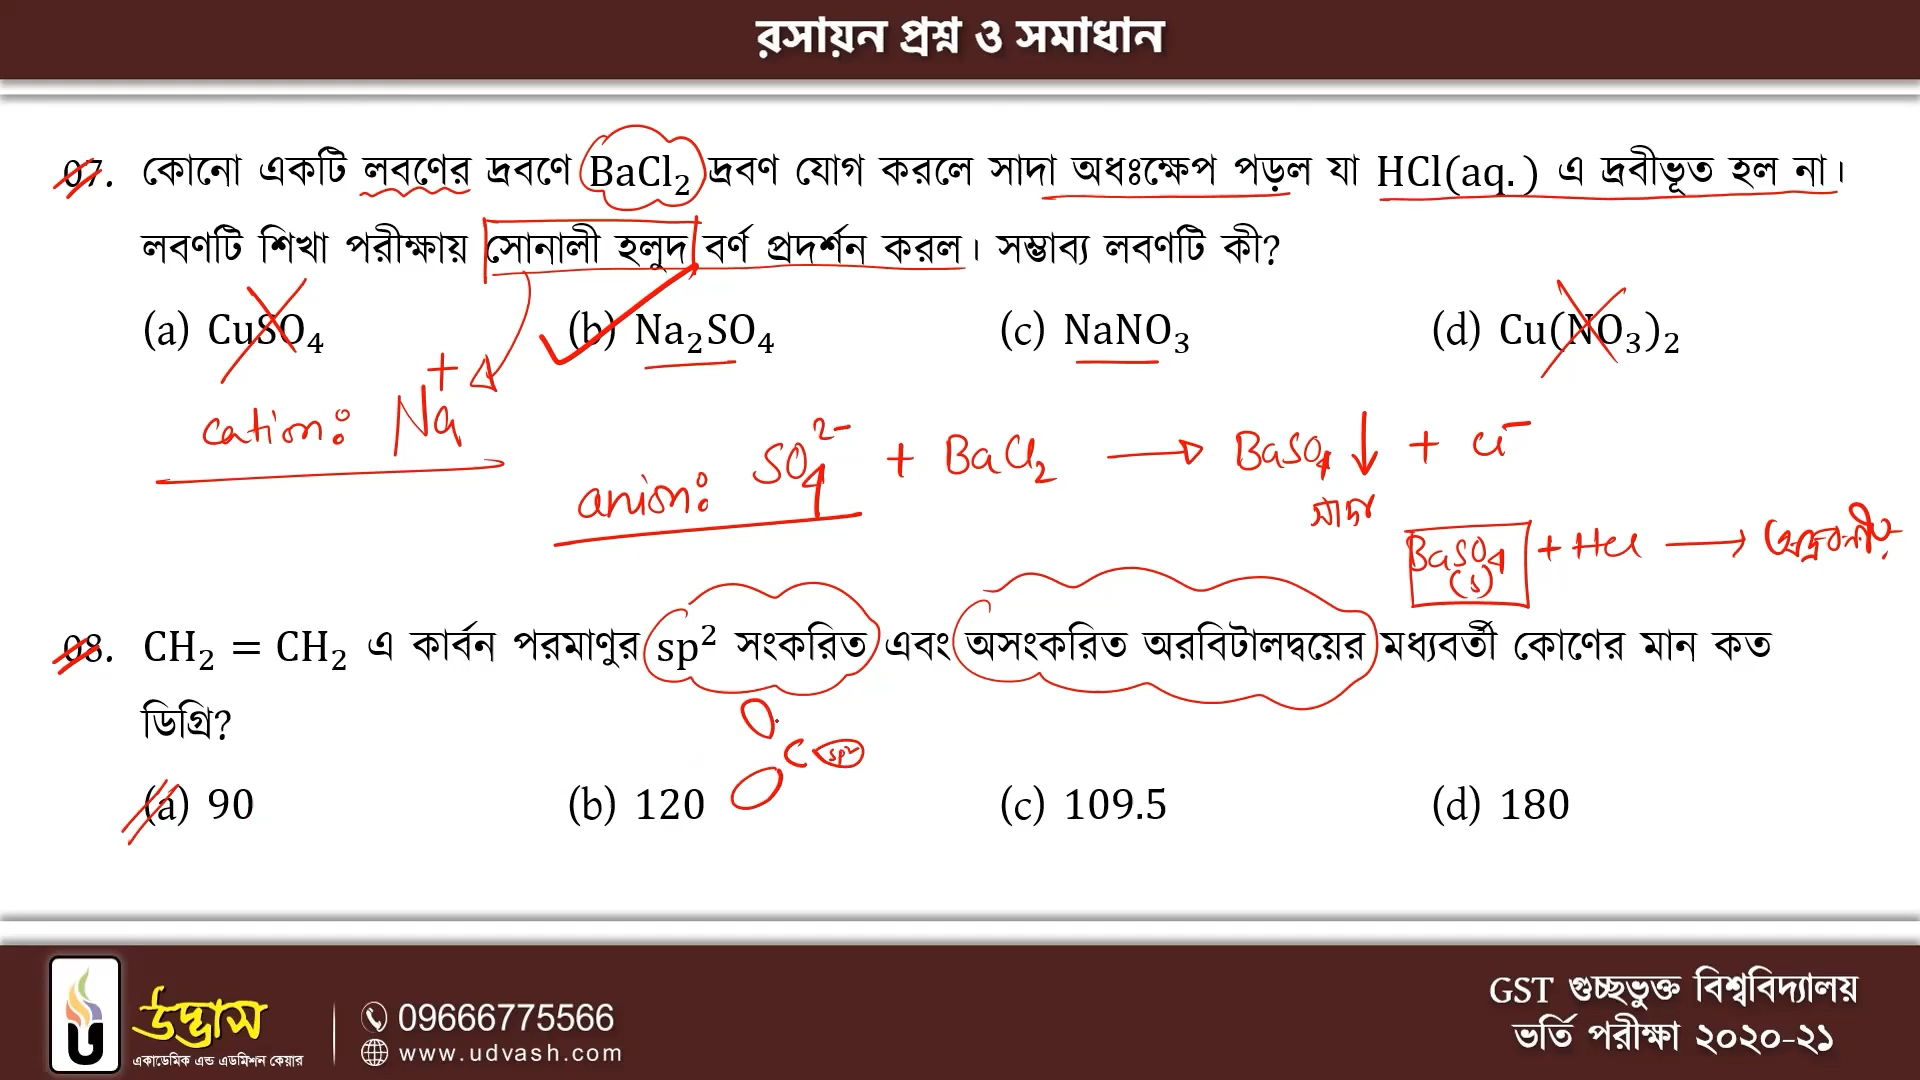 রসায়ন প্রশ্ন ও সমাধান
07. কোনো একটি লবণের দ্রবণে BaCl₂ দ্রবণ যোগ করলে সাদা অধঃক্ষেপ পড়ল যা HCl(aq.) এ দ্রবীভূত হল না।
লবণটি শিখা পরীক্ষায় সোনালী হলুদ বর্ণ প্রদর্শন করল। সম্ভাব্য লবণটি কী?
(a) CuSO₄ (b) Na₂SO₄ (c) NaNO₃ (d) Cu(NO₃)₂
cation: Na⁺
anion: SO₄²⁻ + BaCl₂ → BaSO₄ ↓ + Cl⁻
সাদা
BaSO₄ (s) + HCl → অদ্রবণীয়
08. CH₂ = CH₂ এ কার্বন পরমাণুর sp² সংকরিত এবং অসংকরিত অরবিটালদ্বয়ের মধ্যবর্তী কোণের মান কত
ডিগ্রি?
C sp²
(a) 90 (b) 120 (c) 109.5 (d) 180
উদ্ভাস
একাডেমিক এন্ড এডমিশন কেয়ার
09666775566
www.udvash.com
GST গুচ্ছভুক্ত বিশ্ববিদ্যালয়
ভর্তি পরীক্ষা ২০২০-২১